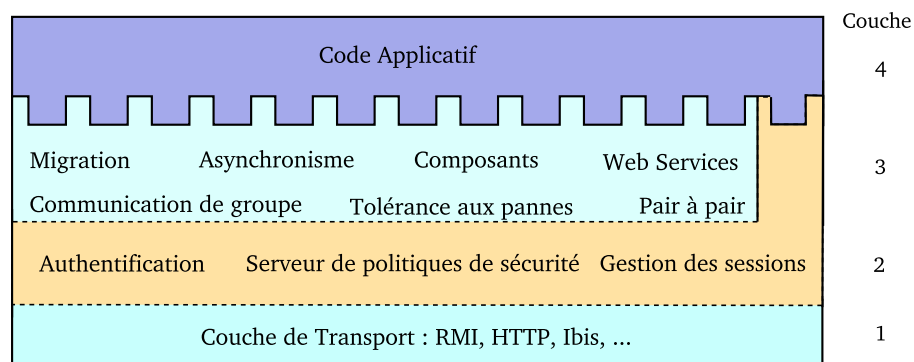 Couche
Code Applicatif
4
Migration Asynchronisme Composants Web Services
3
Communication de groupe Tolérance aux pannes Pair à pair
Authentification Serveur de politiques de sécurité Gestion des sessions
2
Couche de Transport : RMI, HTTP, Ibis, ...
1